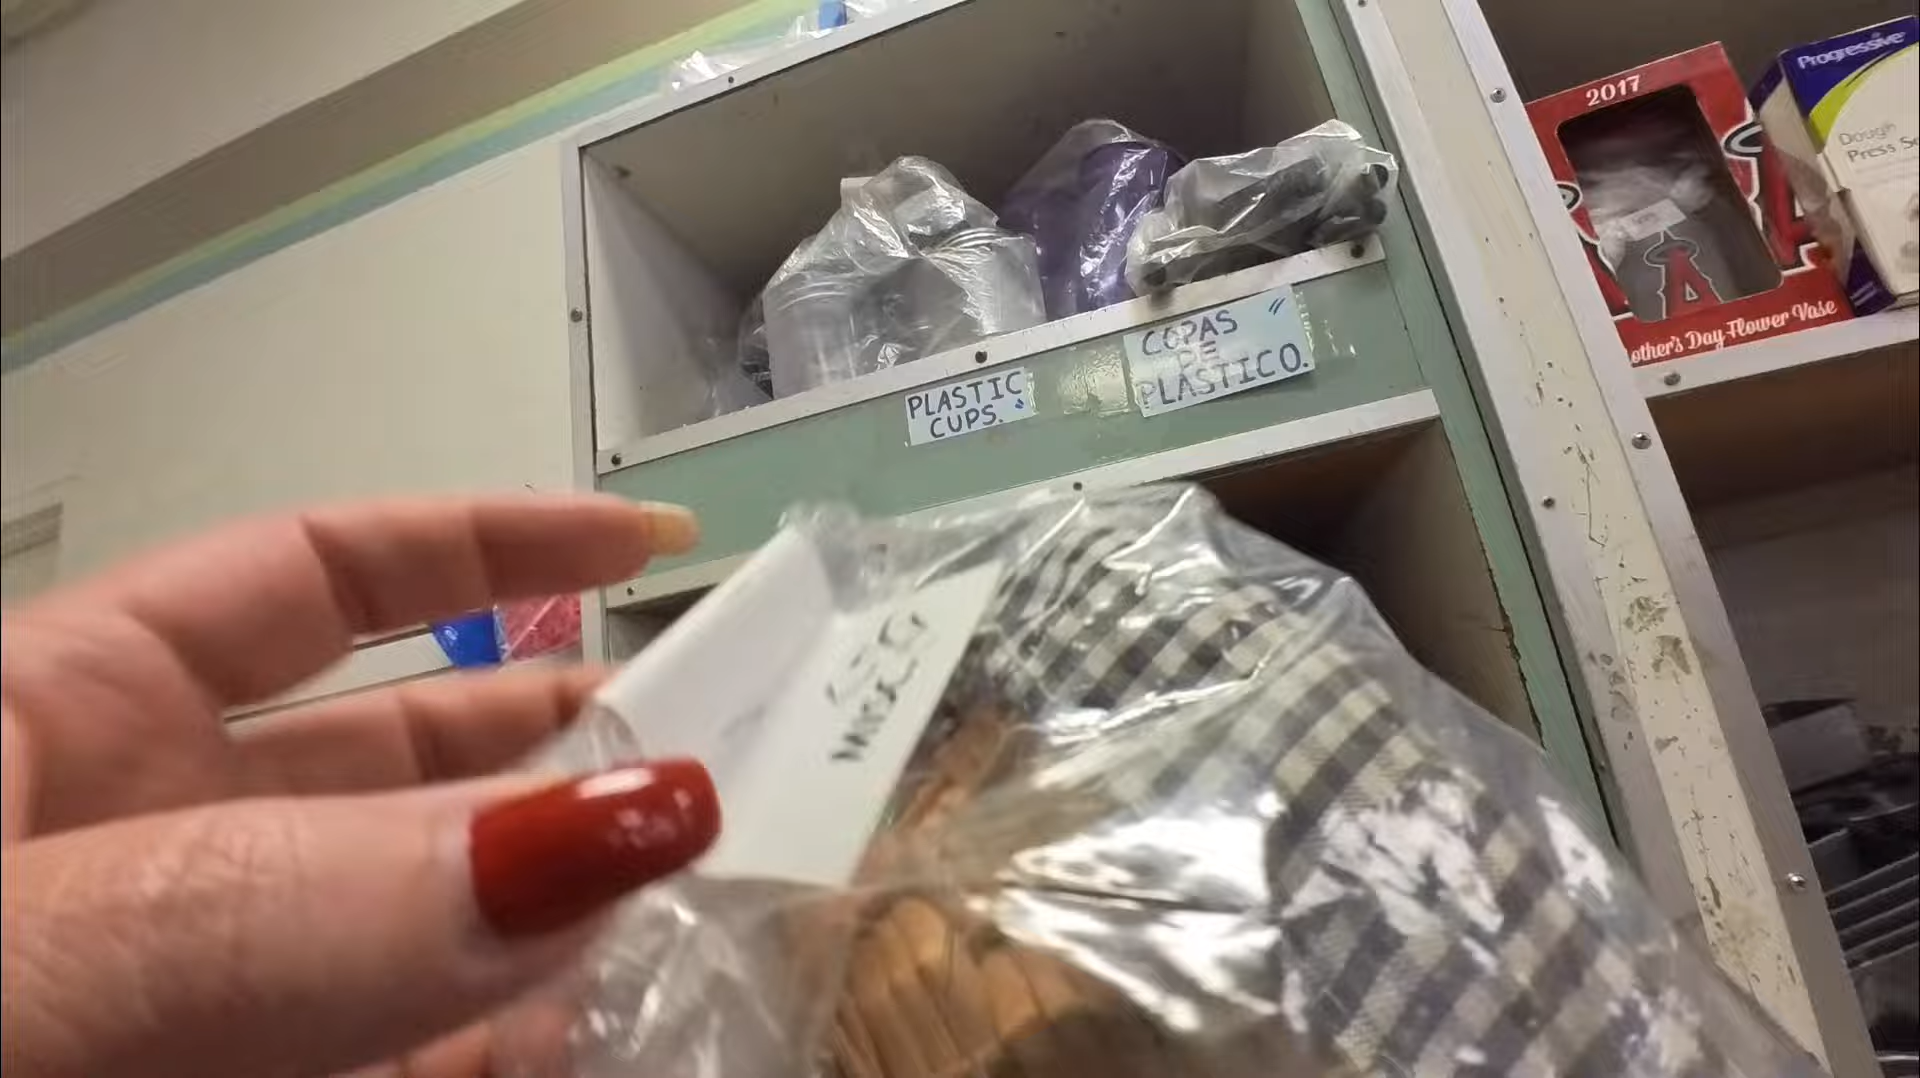 PLASTIC
CUPS.
COPAS
DE
PLASTICO.
2017
A
Mother's Day Flower Vase
Progressive
Dough
Press